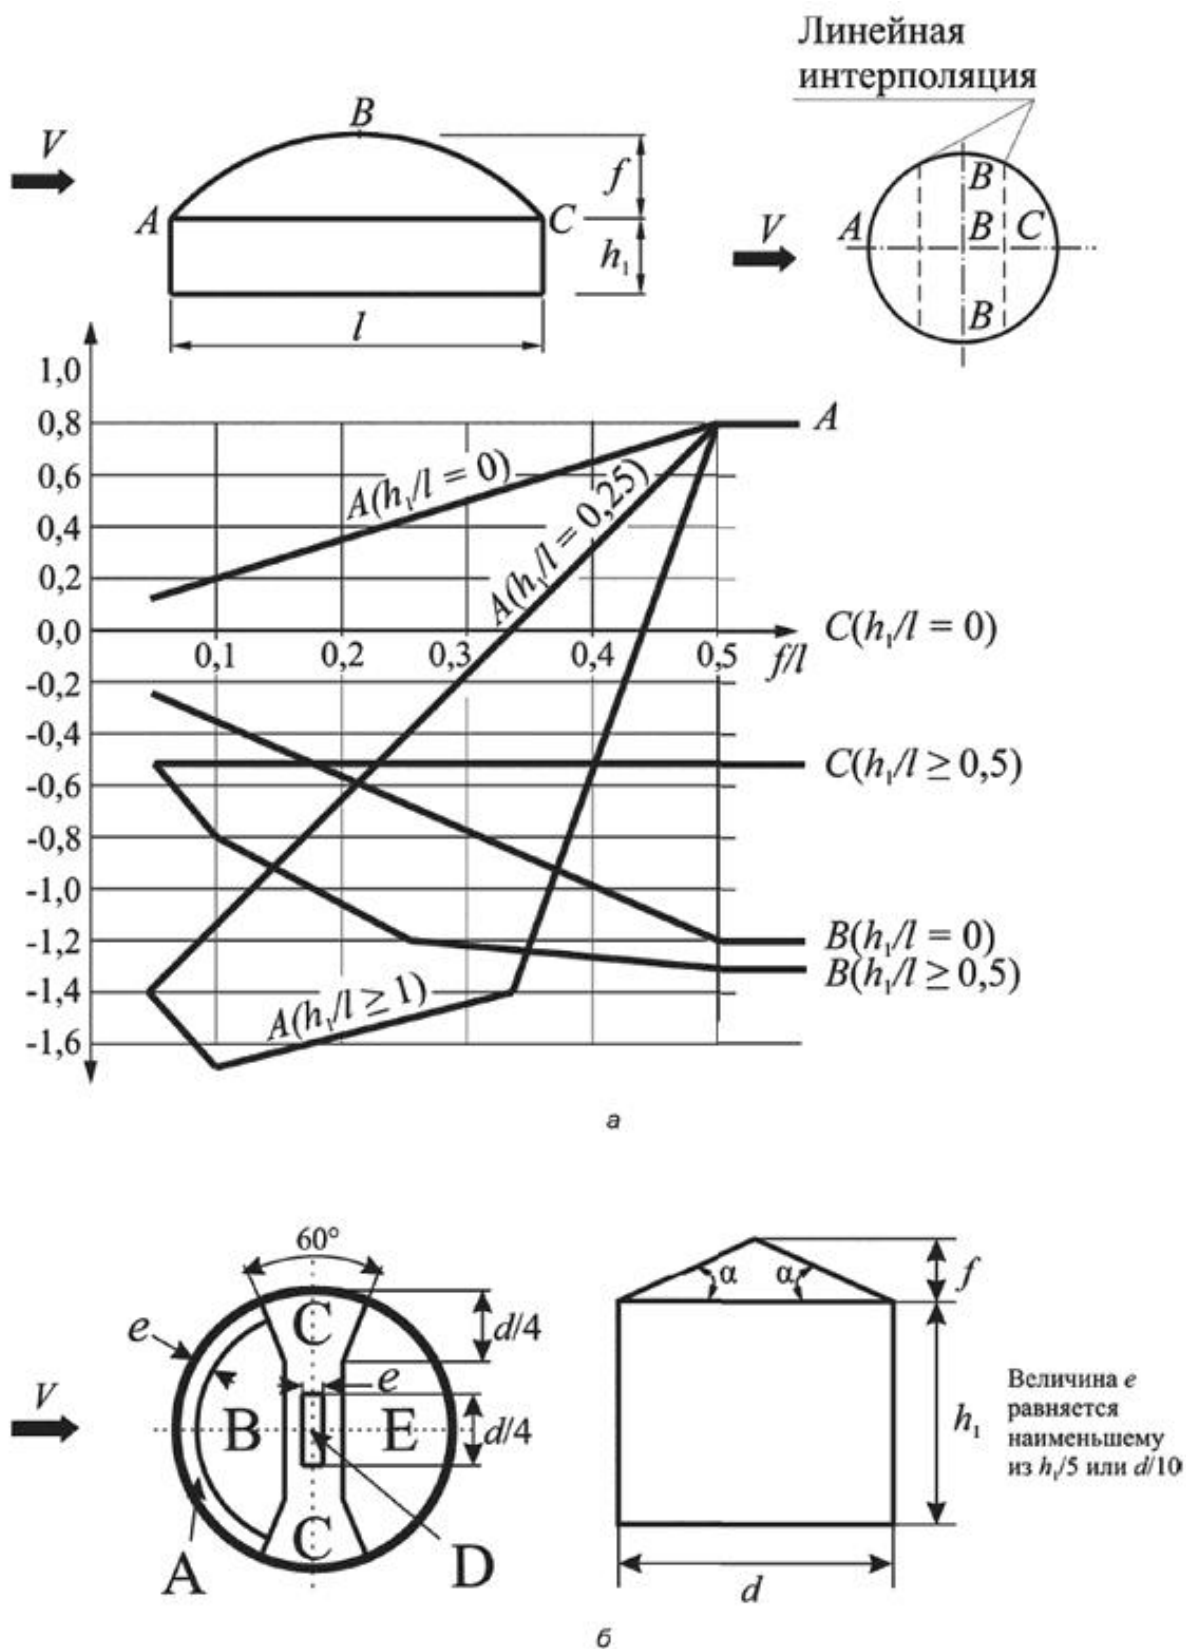 Линейная
интерполяция
V
B
f
A
C
h₁
l
V
A
B
B
C
B
1,0
0,8
0,6
0,4
0,2
0,0
-0,2
-0,4
-0,6
-0,8
-1,0
-1,2
-1,4
-1,6
0,1
0,2
0,3
0,4
0,5
f/l
A(h₁/l = 0)
A(h₁/l = 0,25)
A(h₁/l ≥ 1)
A
C(h₁/l = 0)
C(h₁/l ≥ 0,5)
B(h₁/l = 0)
B(h₁/l ≥ 0,5)
а
60°
e
V
C
d/4
e
B
E
d/4
C
A
D
α
α
f
h₁
d
Величина e
равняется
наименьшему
из h₁/5 или d/10
б